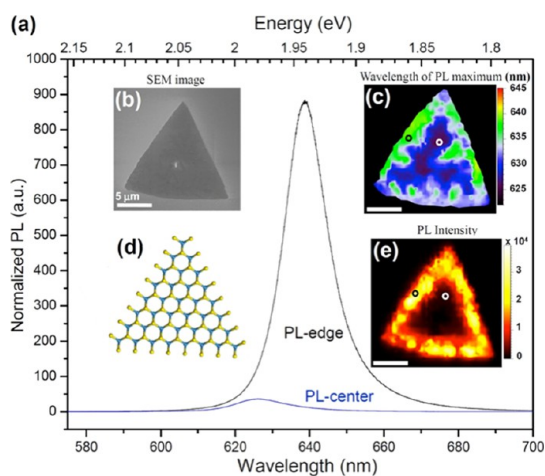 Energy (eV)
(a)
2.15 2.1 2.05 2 1.95 1.9 1.85 1.8
1000
900
800
700
600
500
400
300
200
100
0
Normalized PL (a.u.)
SEM image
(b)
5 μm
Wavelength of PL maximum (nm)
(c)
645
640
635
630
625
(d)
PL Intensity
(e)
x 10⁴
4
3
2
1
0
PL-edge
PL-center
580 600 620 640 660 680 700
Wavelength (nm)